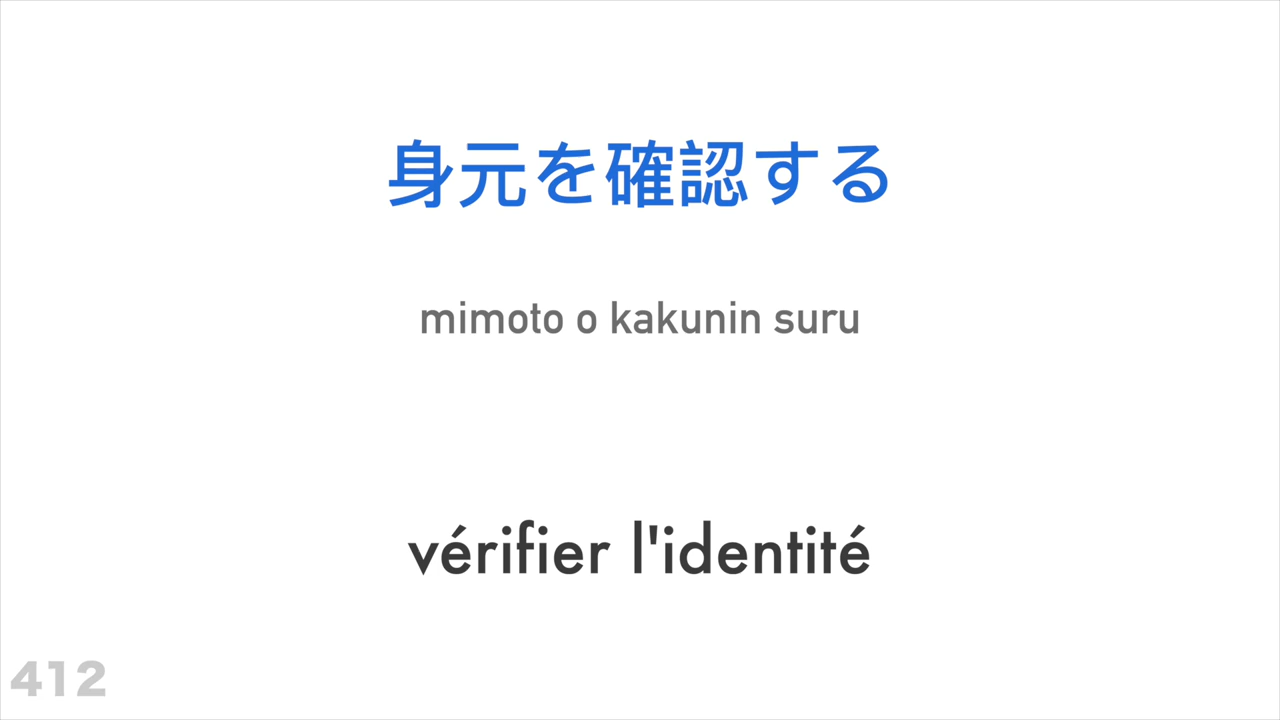 身元を確認する
mimoto o kakunin suru
vérifier l'identité
412